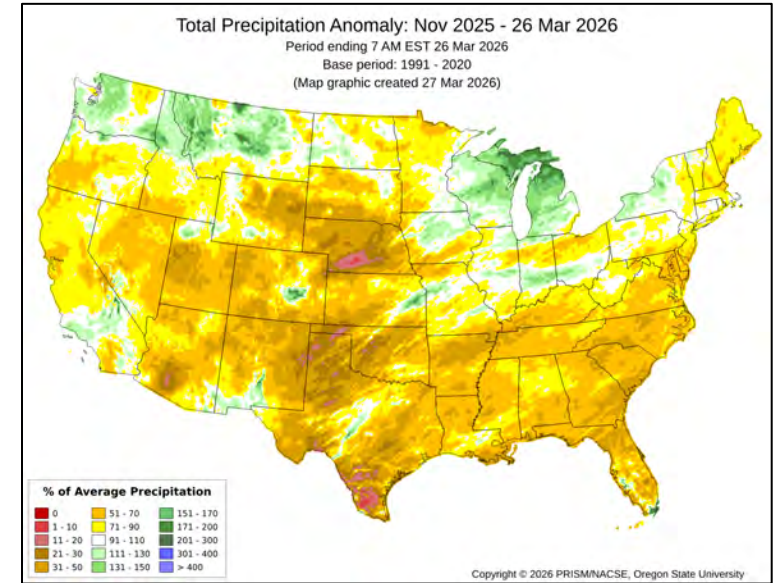 Total Precipitation Anomaly: Nov 2025 - 26 Mar 2026
Period ending 7 AM EST 26 Mar 2026
Base period: 1991 - 2020
(Map graphic created 27 Mar 2026)
% of Average Precipitation
0 51 - 70 151 - 170
1 - 10 71 - 90 171 - 200
11 - 20 91 - 110 201 - 300
21 - 30 111 - 130 301 - 400
31 - 50 131 - 150 > 400
Copyright © 2026 PRISM/NACSE, Oregon State University